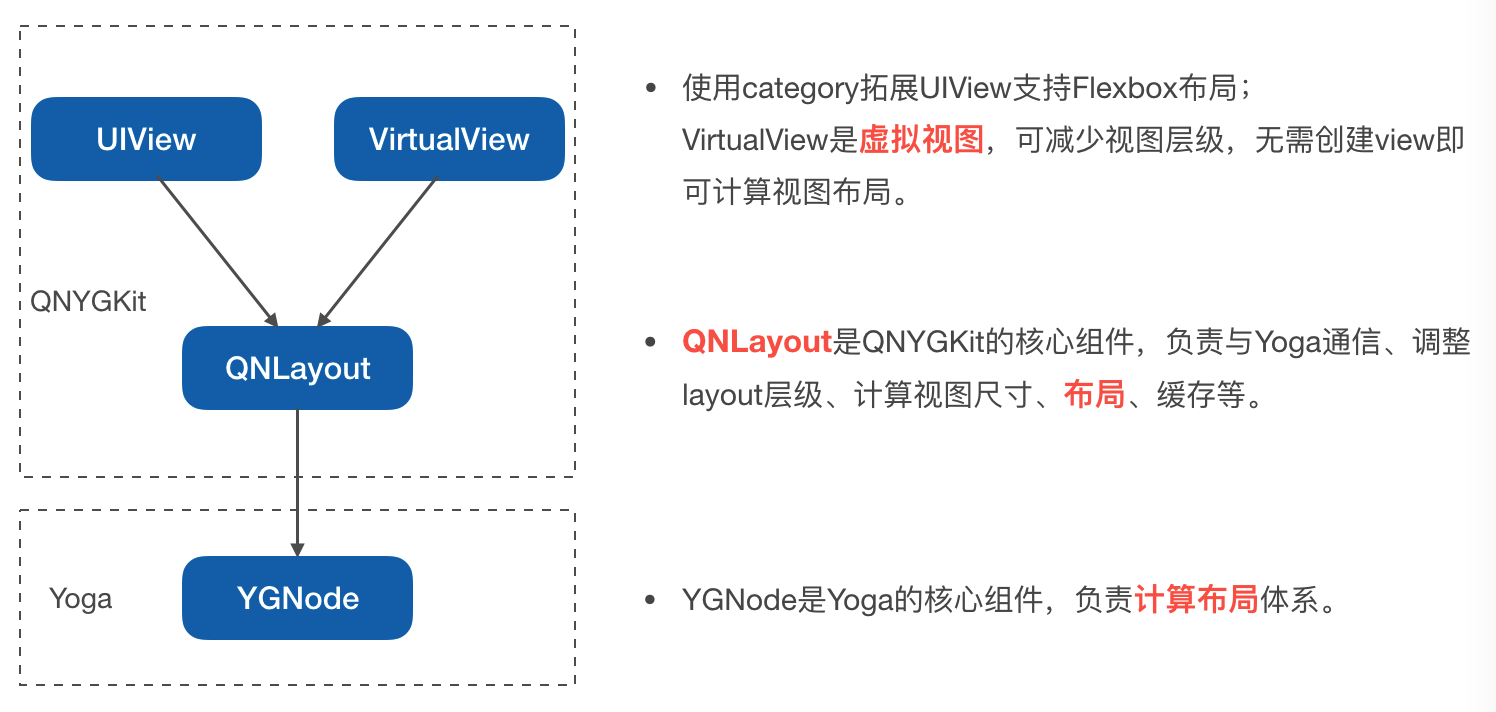 UIView
VirtualView
QNYGKit
QNLayout
Yoga
YGNode
• 使用category拓展UIView支持Flexbox布局；
VirtualView是虚拟视图，可减少视图层级，无需创建view即
可计算视图布局。
• QNLayout是QNYGKit的核心组件，负责与Yoga通信、调整
layout层级、计算视图尺寸、布局、缓存等。
• YGNode是Yoga的核心组件，负责计算布局体系。